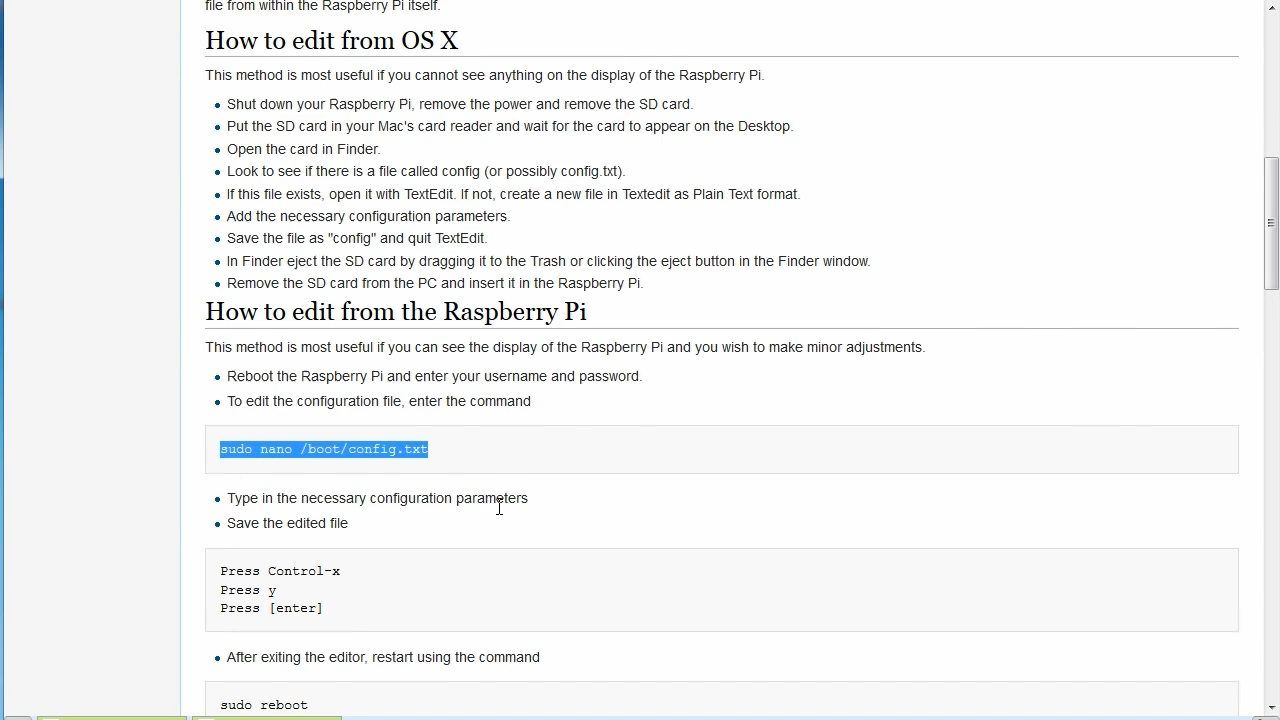 file from within the Raspberry Pi itself.
How to edit from OS X
This method is most useful if you cannot see anything on the display of the Raspberry Pi.
Shut down your Raspberry Pi, remove the power and remove the SD card.
Put the SD card in your Mac's card reader and wait for the card to appear on the Desktop.
Open the card in Finder.
Look to see if there is a file called config (or possibly config.txt).
If this file exists, open it with TextEdit. If not, create a new file in Textedit as Plain Text format.
Add the necessary configuration parameters.
Save the file as "config" and quit TextEdit.
In Finder eject the SD card by dragging it to the Trash or clicking the eject button in the Finder window.
Remove the SD card from the PC and insert it in the Raspberry Pi.
How to edit from the Raspberry Pi
This method is most useful if you can see the display of the Raspberry Pi and you wish to make minor adjustments.
Reboot the Raspberry Pi and enter your username and password.
To edit the configuration file, enter the command
sudo nano /boot/config.txt
Type in the necessary configuration parameters
Save the edited file
Press Control-x
Press y
Press [enter]
After exiting the editor, restart using the command
sudo reboot